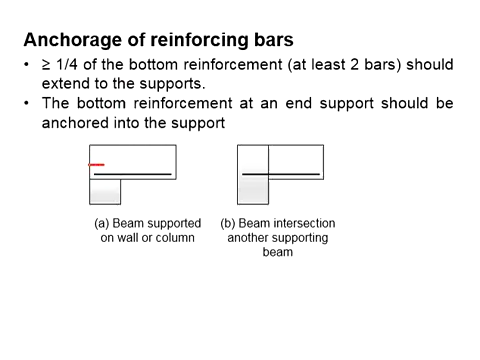 Anchorage of reinforcing bars
• ≥ 1/4 of the bottom reinforcement (at least 2 bars) should
extend to the supports.
• The bottom reinforcement at an end support should be
anchored into the support
(a) Beam supported
on wall or column
(b) Beam intersection
another supporting
beam